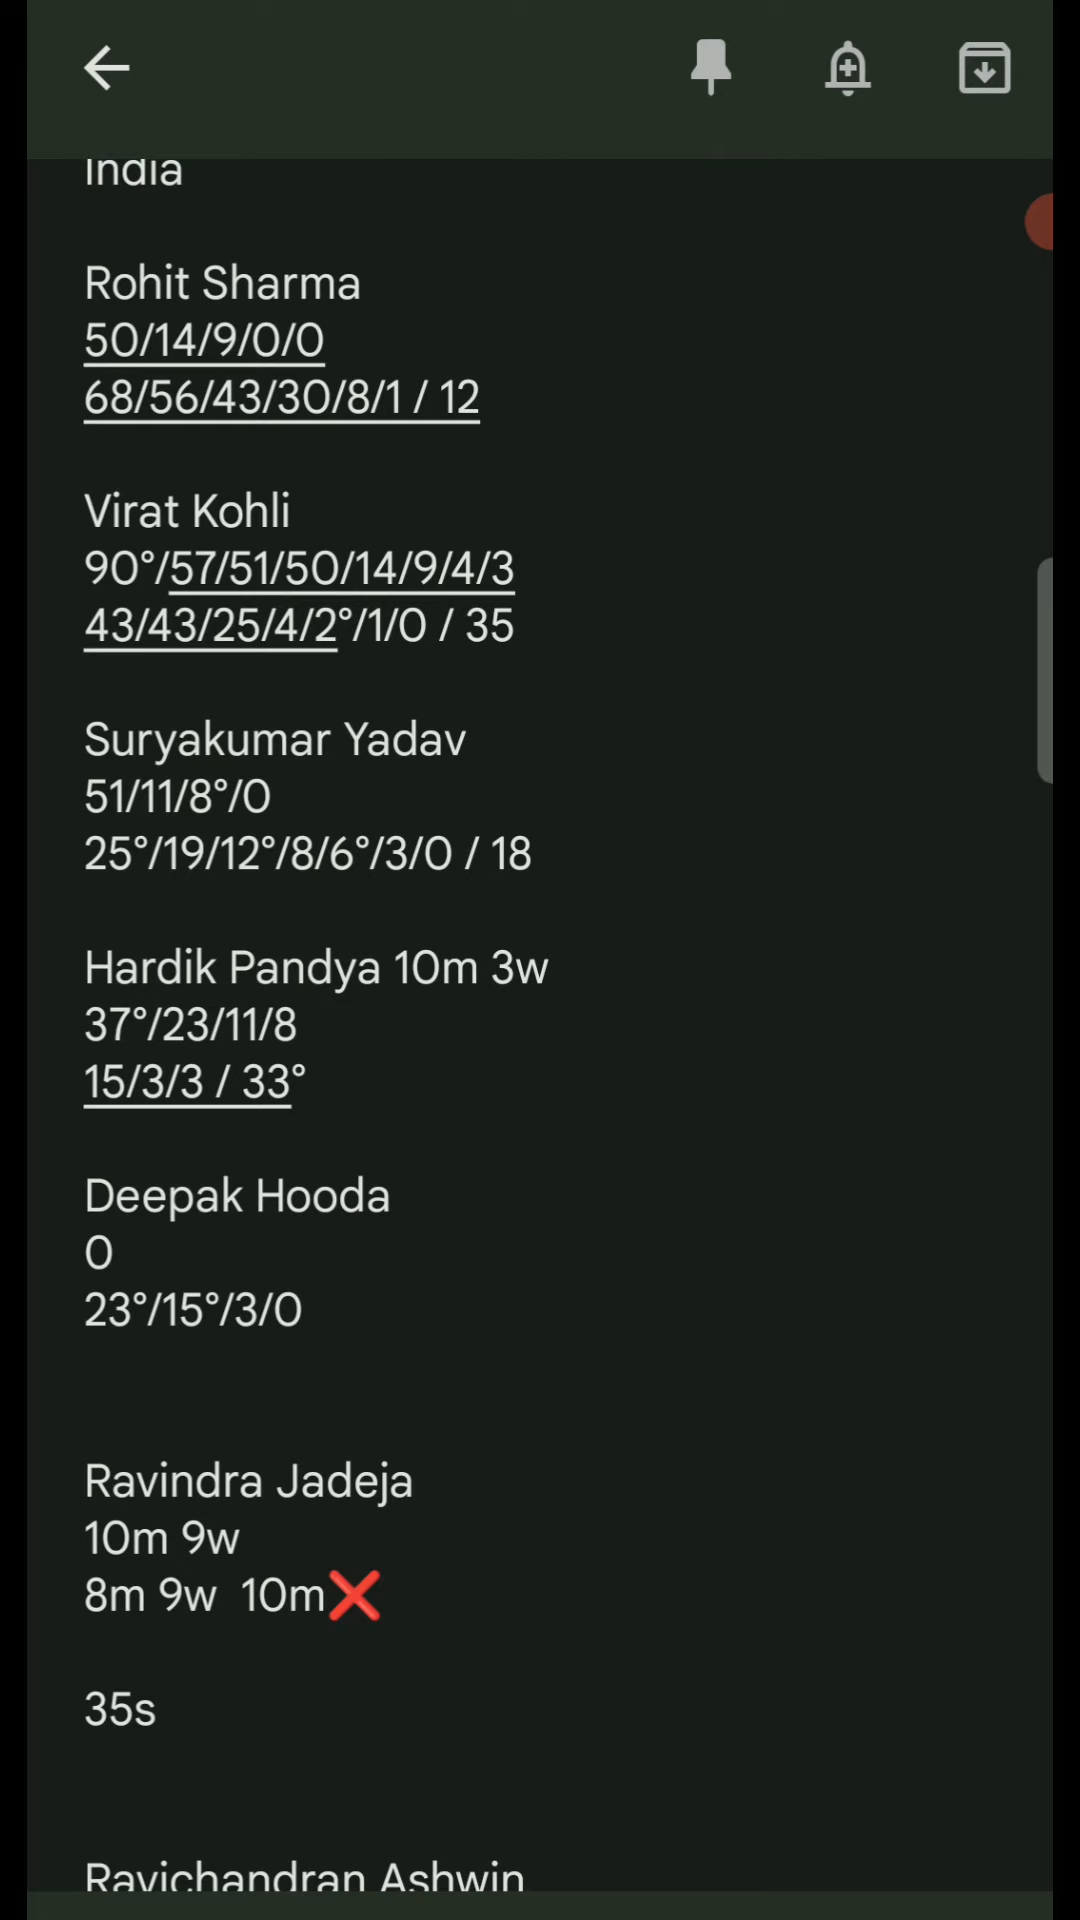 India

Rohit Sharma
50/14/9/0/0
68/56/43/30/8/1 / 12

Virat Kohli
90°/57/51/50/14/9/4/3
43/43/25/4/2°/1/0 / 35

Suryakumar Yadav
51/11/8°/0
25°/19/12°/8/6°/3/0 / 18

Hardik Pandya 10m 3w
37°/23/11/8
15/3/3 / 33°

Deepak Hooda
0
23°/15°/3/0

Ravindra Jadeja
10m 9w
8m 9w  10m❌

35s

Ravichandran Ashwin